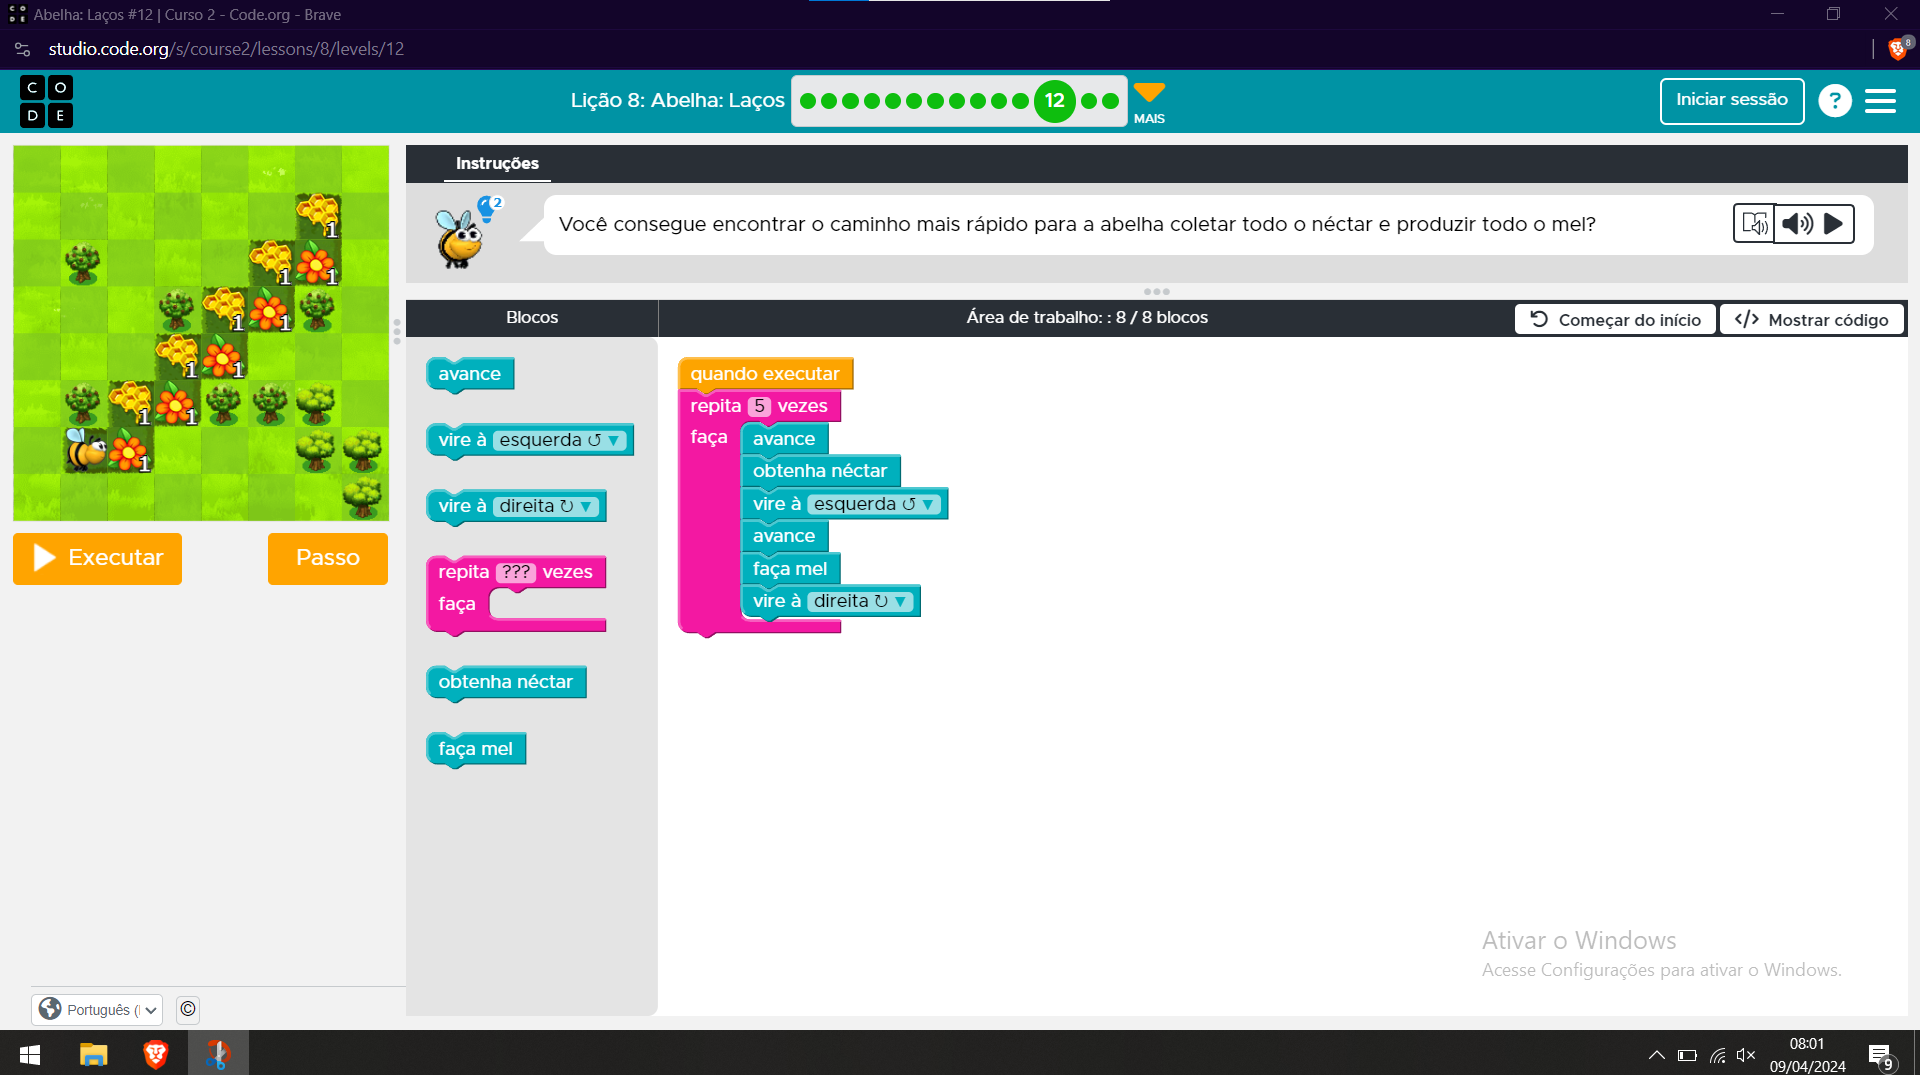 Abelha: Laços #12 | Curso 2 - Code.org - Brave
studio.code.org/s/course2/lessons/8/levels/12
8
C O
D E
Lição 8: Abelha: Laços
12
MAIS
Iniciar sessão
?
Instruções
2
Você consegue encontrar o caminho mais rápido para a abelha coletar todo o néctar e produzir todo o mel?
1
1 1
1 1
1 1
1 1
1
Executar
Passo
Blocos
Área de trabalho: : 8 / 8 blocos
Começar do início
</> Mostrar código
avance
vire à esquerda ↺ ▼
vire à direita ↻ ▼
repita ??? vezes
faça
obtenha néctar
faça mel
quando executar
repita 5 vezes
faça
avance
obtenha néctar
vire à esquerda ↺ ▼
avance
faça mel
vire à direita ↻ ▼
Ativar o Windows
Acesse Configurações para ativar o Windows.
Português (
©
08:01
09/04/2024
9